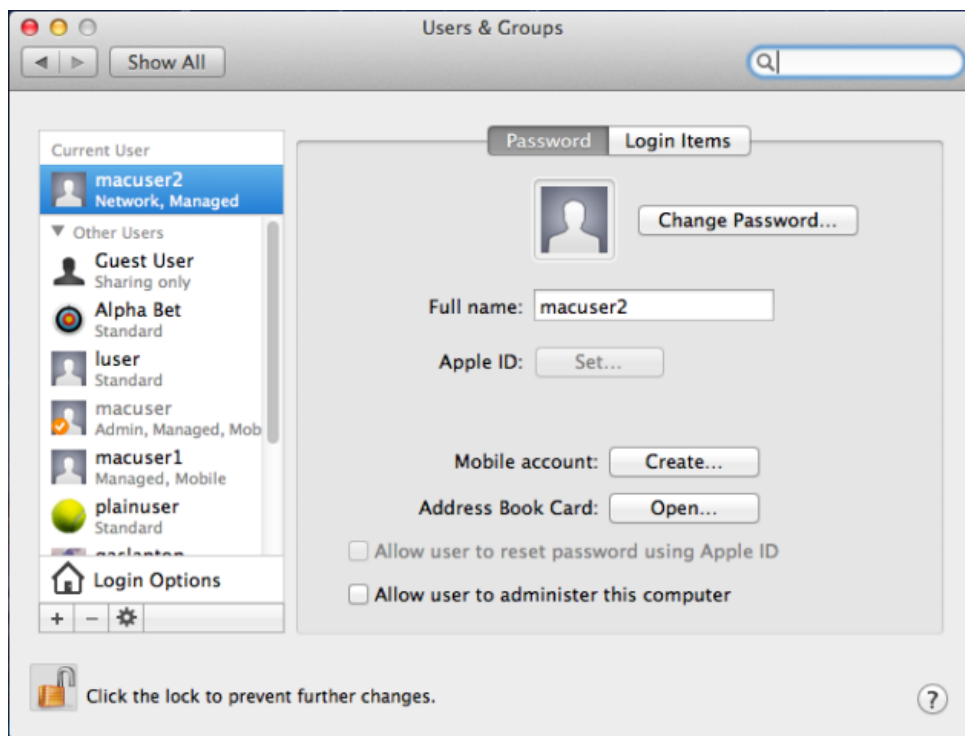 Users & Groups
Show All
Current User
macuser2
Network, Managed
Other Users
Guest User
Sharing only
Alpha Bet
Standard
luser
Standard
macuser
Admin, Managed, Mob
macuser1
Managed, Mobile
plainuser
Standard
Login Options
Password
Login Items
Change Password...
Full name: macuser2
Apple ID: Set...
Mobile account: Create...
Address Book Card: Open...
Allow user to reset password using Apple ID
Allow user to administer this computer
Click the lock to prevent further changes.
?